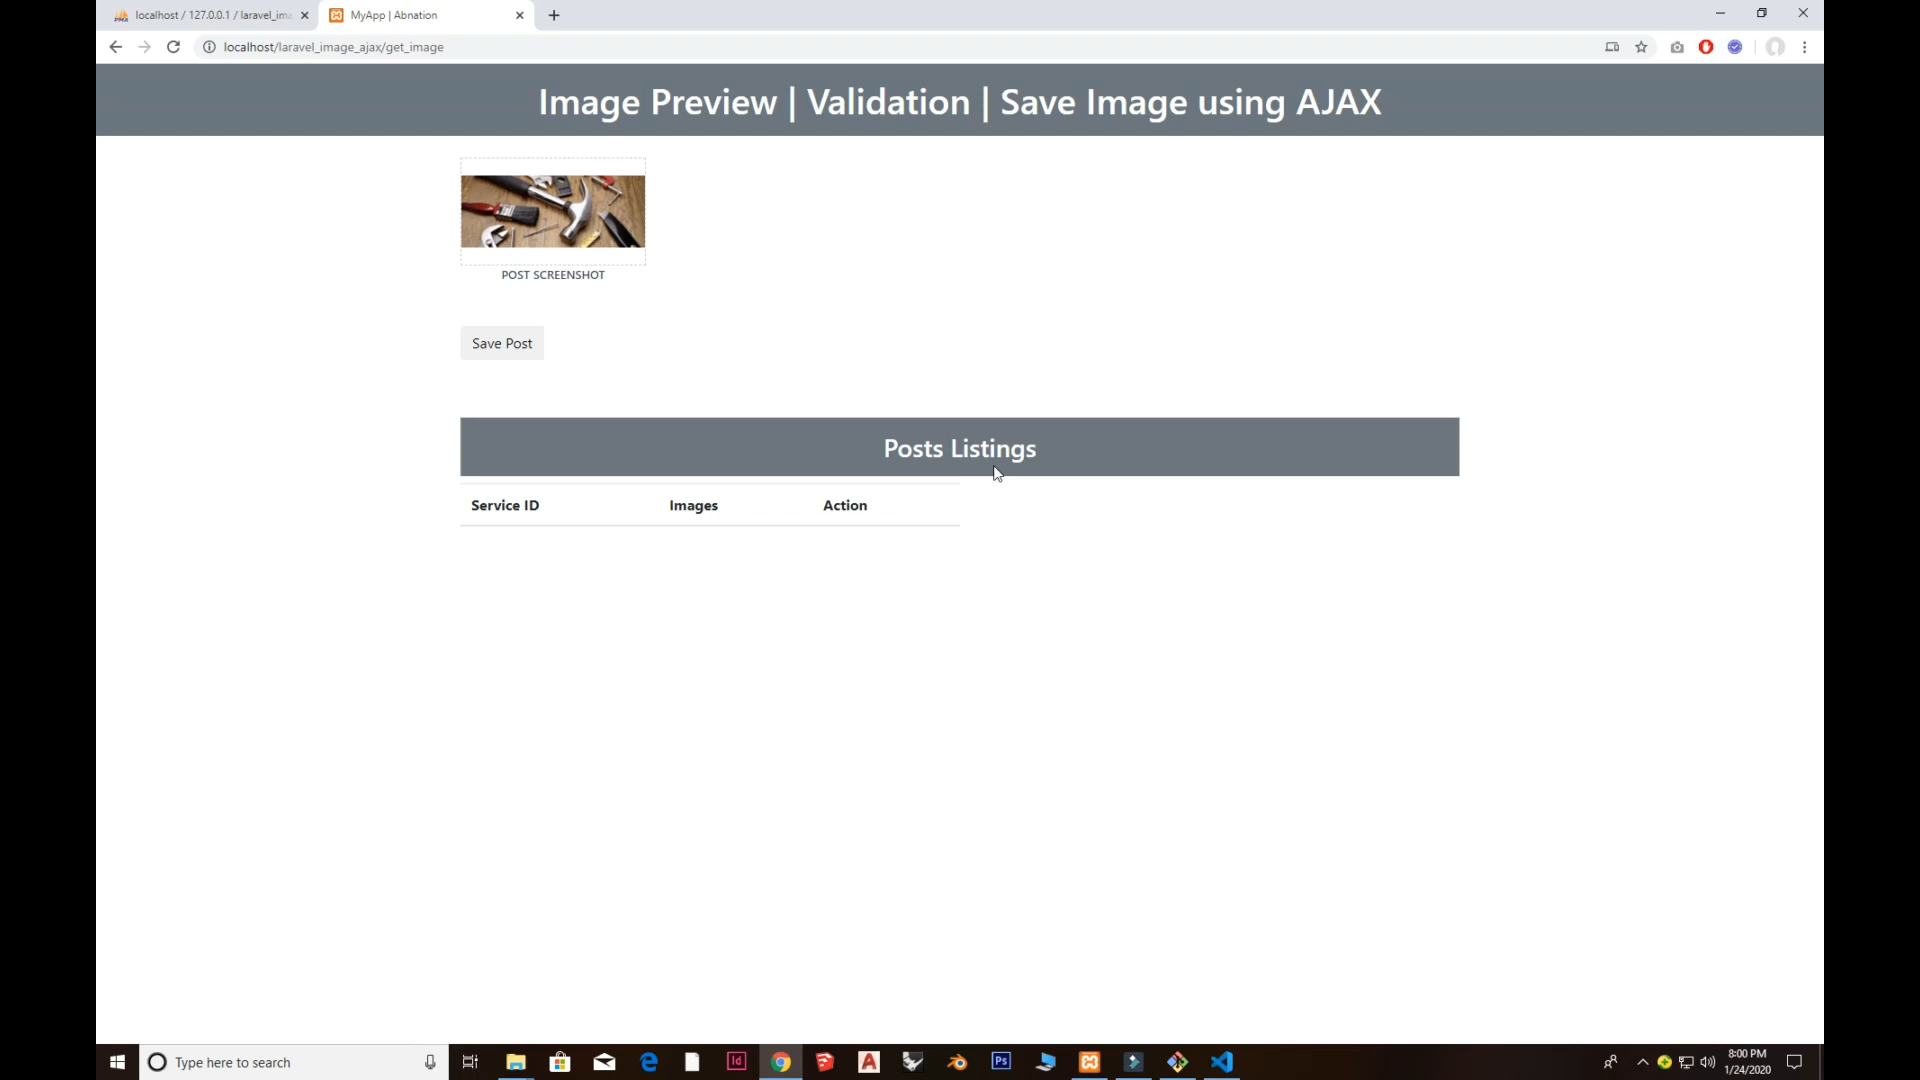 localhost / 127.0.0.1 / laravel_ima
MyApp | Abnation
localhost/laravel_image_ajax/get_image
Image Preview | Validation | Save Image using AJAX
POST SCREENSHOT
Save Post
Posts Listings
Service ID Images Action
Type here to search
Id
Ps
8:00 PM
1/24/2020